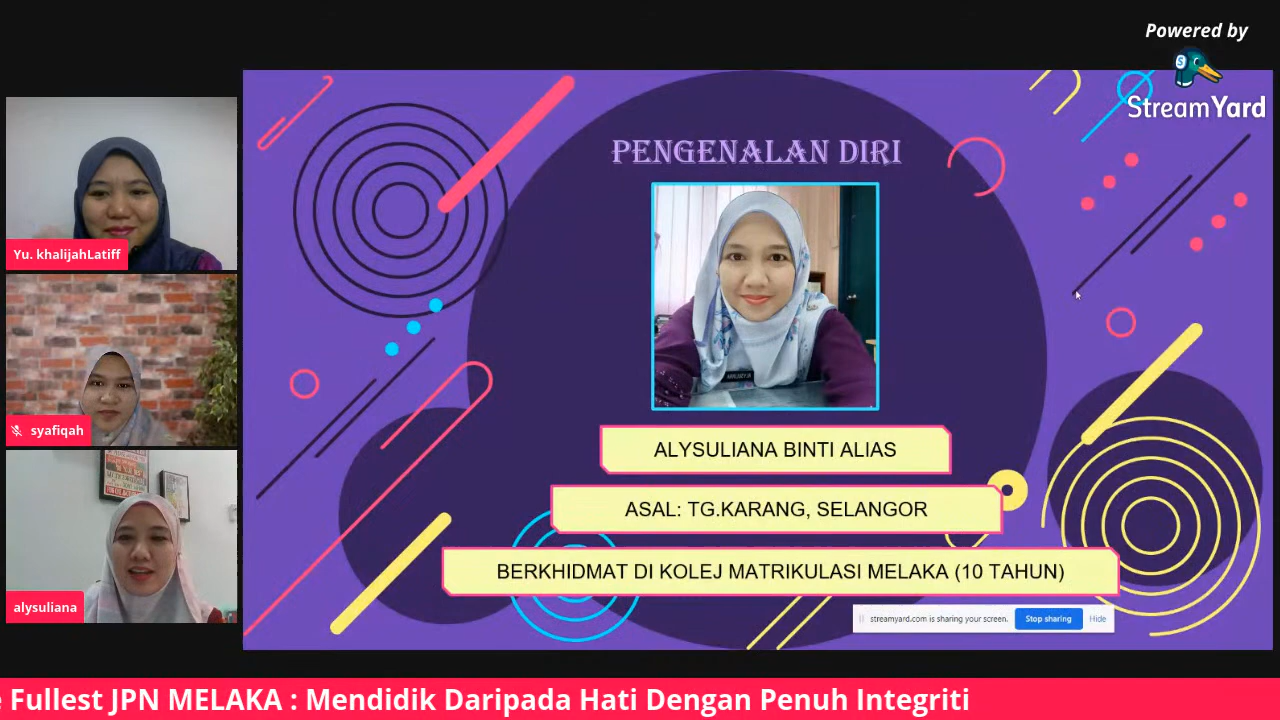 Powered by
StreamYard
Yu. khalijahLatiff
syafiqah
alysuliana
PENGENALAN DIRI
ALYSULIANA BINTI ALIAS
ASAL: TG.KARANG, SELANGOR
BERKHIDMAT DI KOLEJ MATRIKULASI MELAKA (10 TAHUN)
streamyard.com is sharing your screen. Stop sharing Hide
Fullest JPN MELAKA : Mendidik Daripada Hati Dengan Penuh Integriti